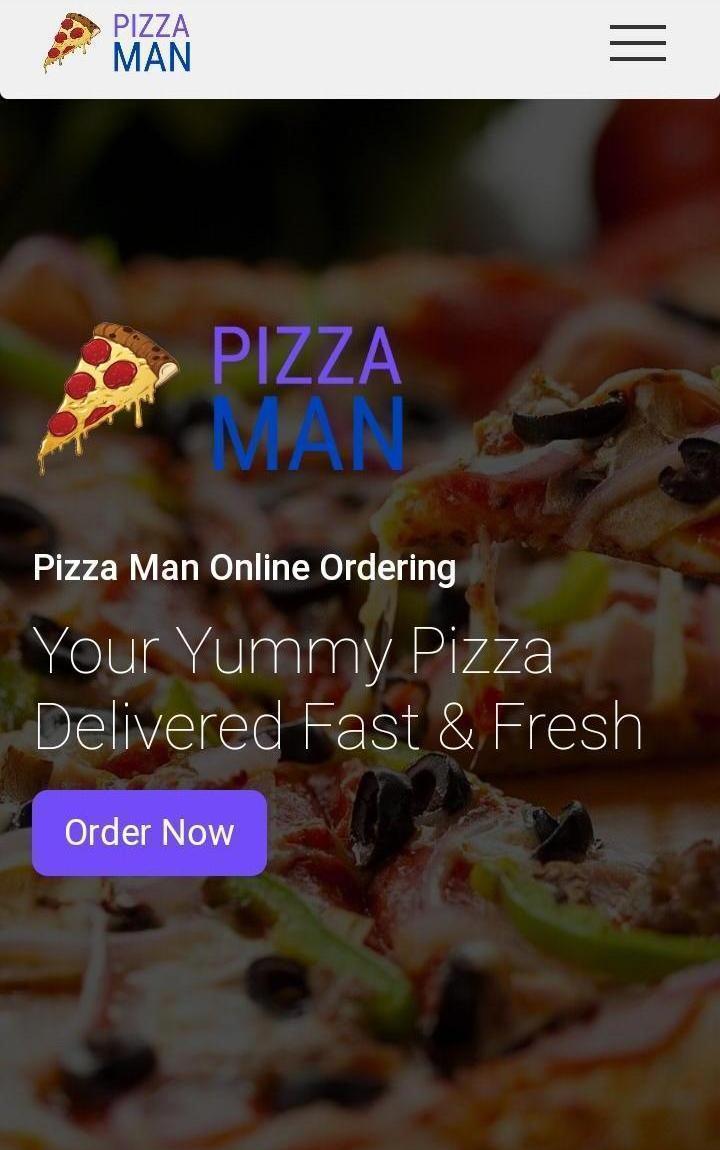 PIZZA
MAN
PIZZA
MAN
Pizza Man Online Ordering
Your Yummy Pizza
Delivered Fast & Fresh
Order Now